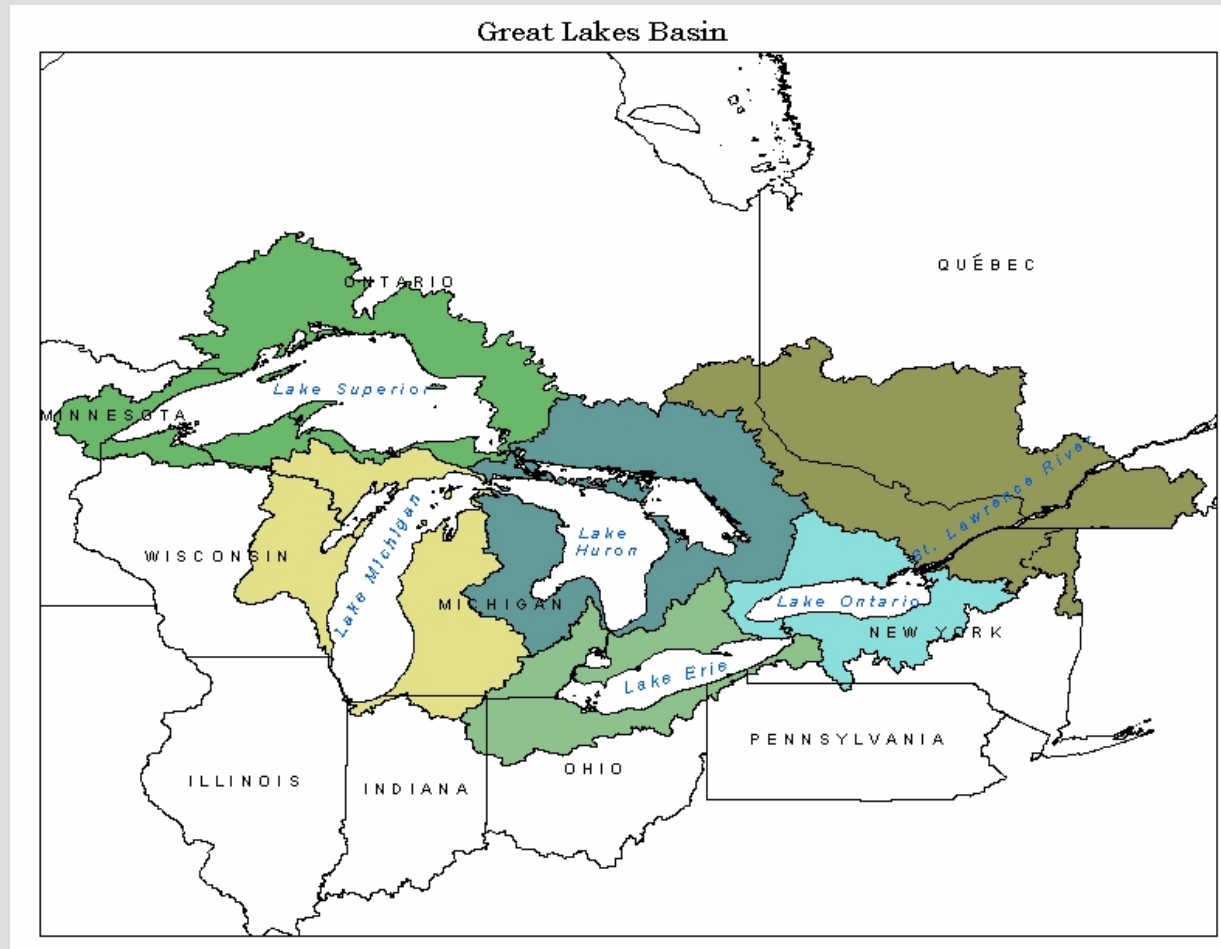 Great Lakes Basin
QUÉBEC
ONTARIO
Lake Superior
MINNESOTA
St. Lawrance River
Lake
Huron
Lake Michigan
WISCONSIN
MICHIGAN
Lake Ontario
NEW YORK
Lake Erie
PENNSYLVANIA
OHIO
ILLINOIS
INDIANA